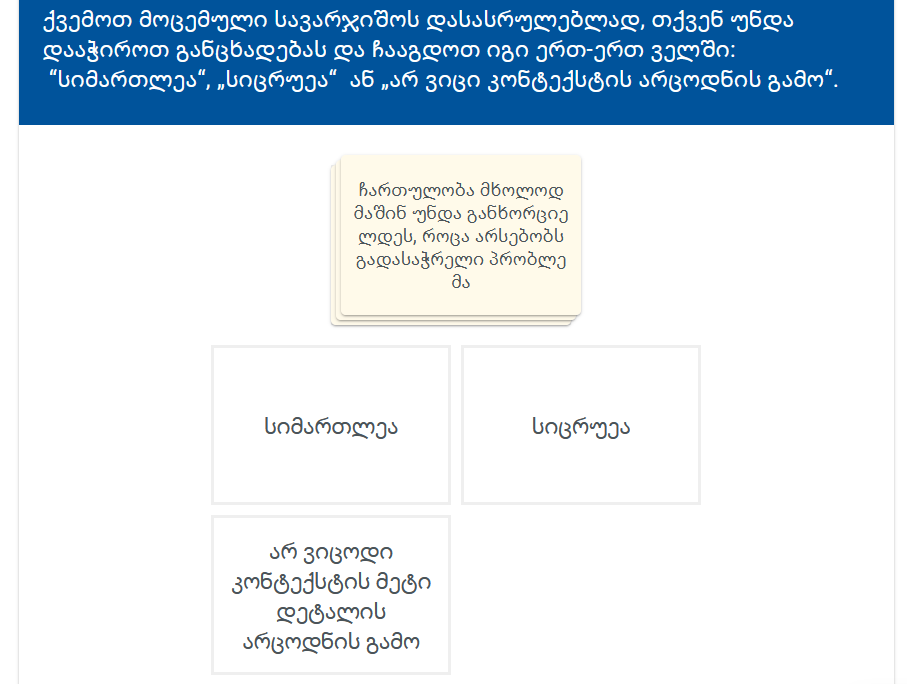 ქვემოთ მოცემული სავარჯიშოს დასასრულებლად, თქვენ უნდა
დააჭიროთ განცხადებას და ჩააგდოთ იგი ერთ-ერთ ველში:
“სიმართლეა“, „სიცრუეა“ ან „არ ვიცი კონტექსტის არცოდნის გამო“.
ჩართულობა მხოლოდ
მაშინ უნდა განხორციე
ლდეს, როცა არსებობს
გადასაჭრელი პრობლე
მა
სიმართლეა
სიცრუეა
არ ვიცოდი
კონტექსტის მეტი
დეტალის
არცოდნის გამო